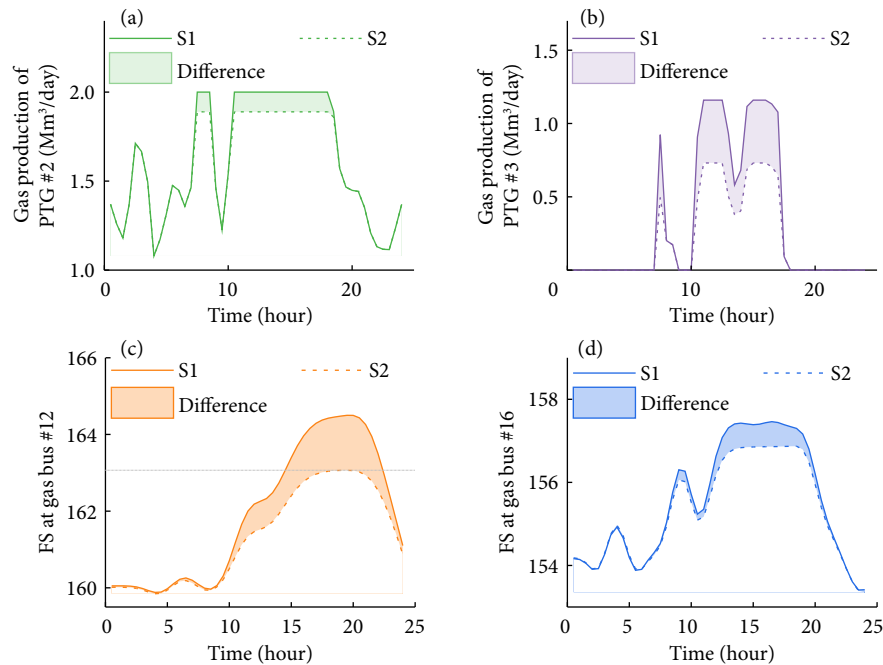 (a)
S1
S2
Difference
2.0
1.5
1.0
0
10
20
Gas production of
PTG #2 (Mm³/day)
Time (hour)
(b)
S1
S2
Difference
1.5
1.0
0.5
0
10
20
Gas production of
PTG #3 (Mm³/day)
Time (hour)
(c)
S1
S2
Difference
166
164
162
160
0
5
10
15
20
25
FS at gas bus #12
Time (hour)
(d)
S1
S2
Difference
158
156
154
0
5
10
15
20
25
FS at gas bus #16
Time (hour)